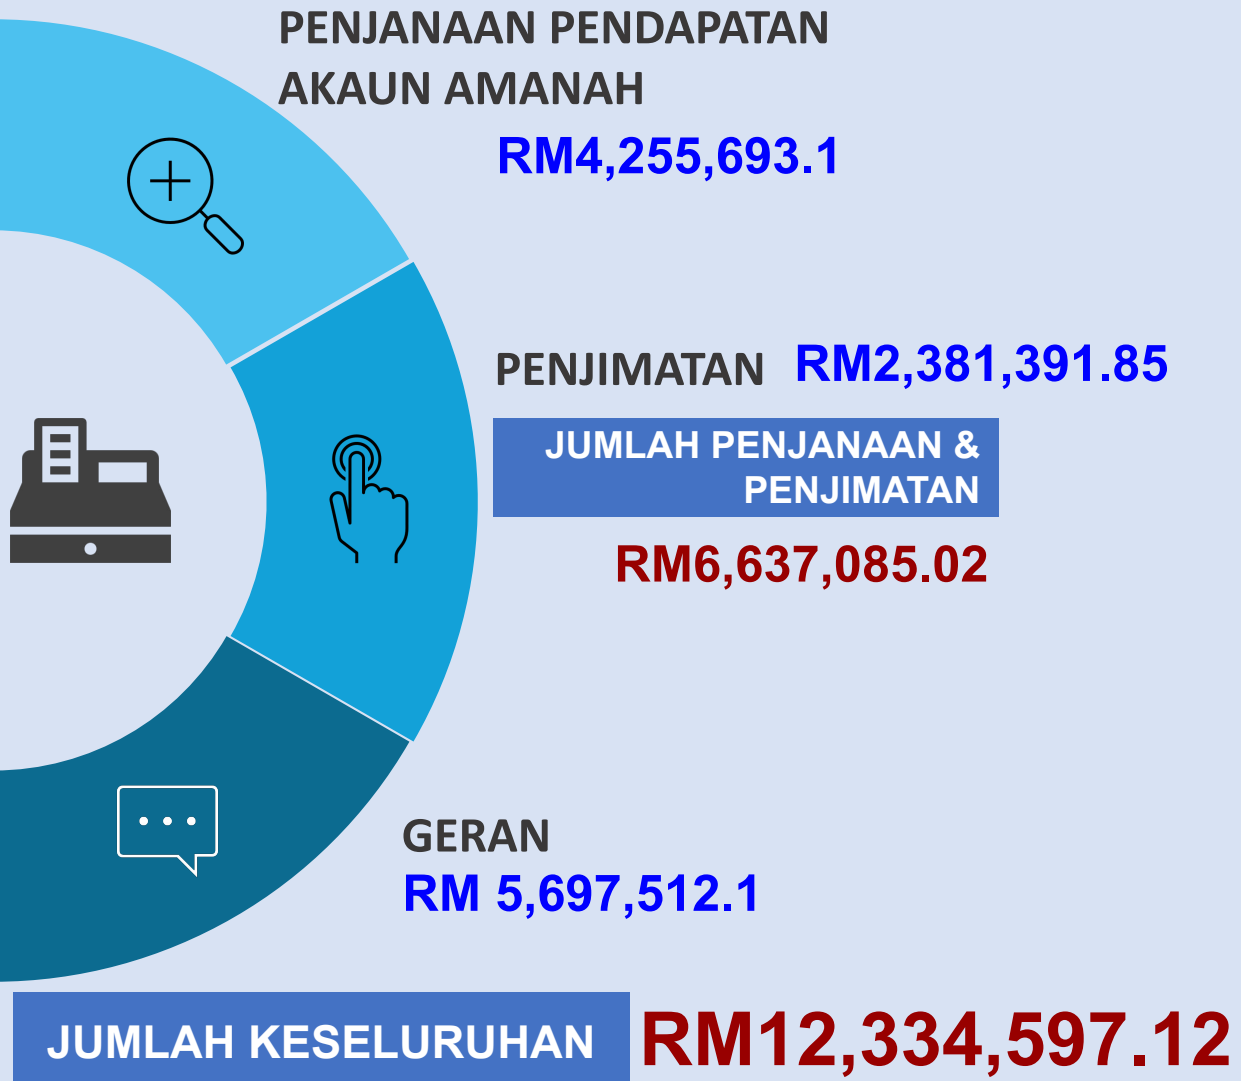 PENJANAAN PENDAPATAN
AKAUN AMANAH
RM4,255,693.1
PENJIMATAN RM2,381,391.85
JUMLAH PENJANAAN &
PENJIMATAN
RM6,637,085.02
GERAN
RM 5,697,512.1
JUMLAH KESELURUHAN RM12,334,597.12